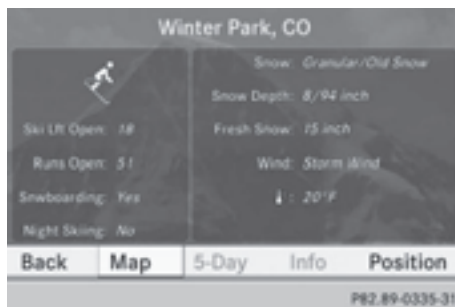 Winter Park, CO
Ski Lft Open: 18
Runs Open: 51
Snwboarding: Yes
Night Skiing: No
Snow: Granular/Old Snow
Snow Depth: 8/94 inch
Fresh Snow: 15 inch
Wind: Storm Wind
: 20°F
Back Map 5-Day Info Position
P82.89-0335-31